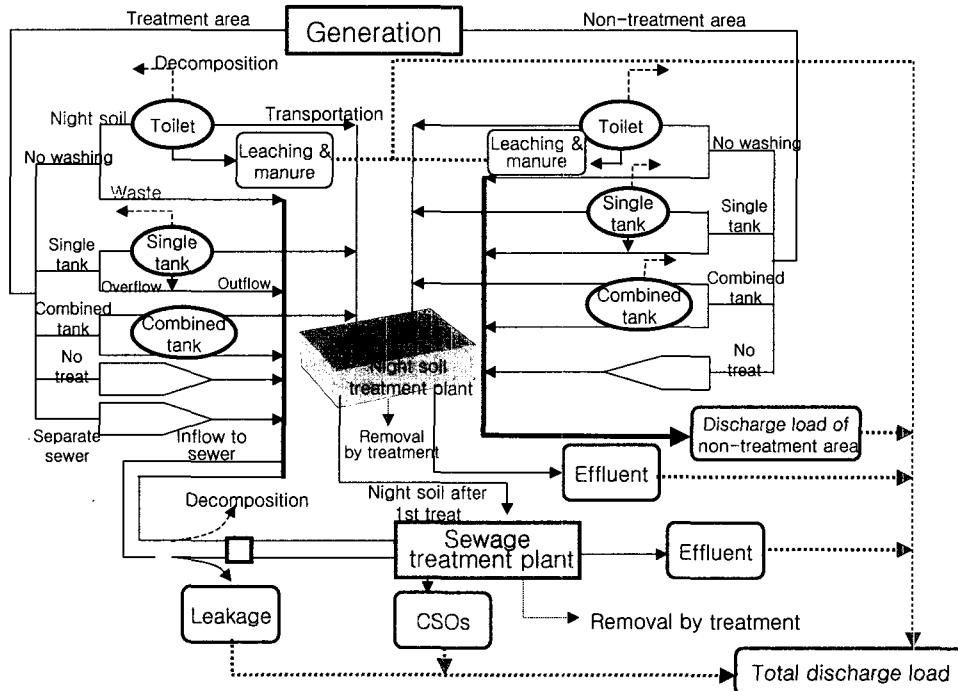 Treatment area
Generation
Non-treatment area
Decomposition
Night soil
Toilet
Transportation
Toilet
No washing
Leaching &
manure
Leaching &
manure
No washing
Waste
Single
tank
Single
tank
Single
tank
Single
tank
Overflow
Outflow
Combined
tank
Combined
tank
Combined
tank
Combined
tank
No
treat
Night soil
treatment plant
No
treat
Separate
sewer
Inflow to
sewer
Removal
by treatment
Discharge load of
non-treatment area
Effluent
Decomposition
Night soil after
1st treat
Sewage
treatment plant
Effluent
Leakage
CSOs
Removal by treatment
Total discharge load